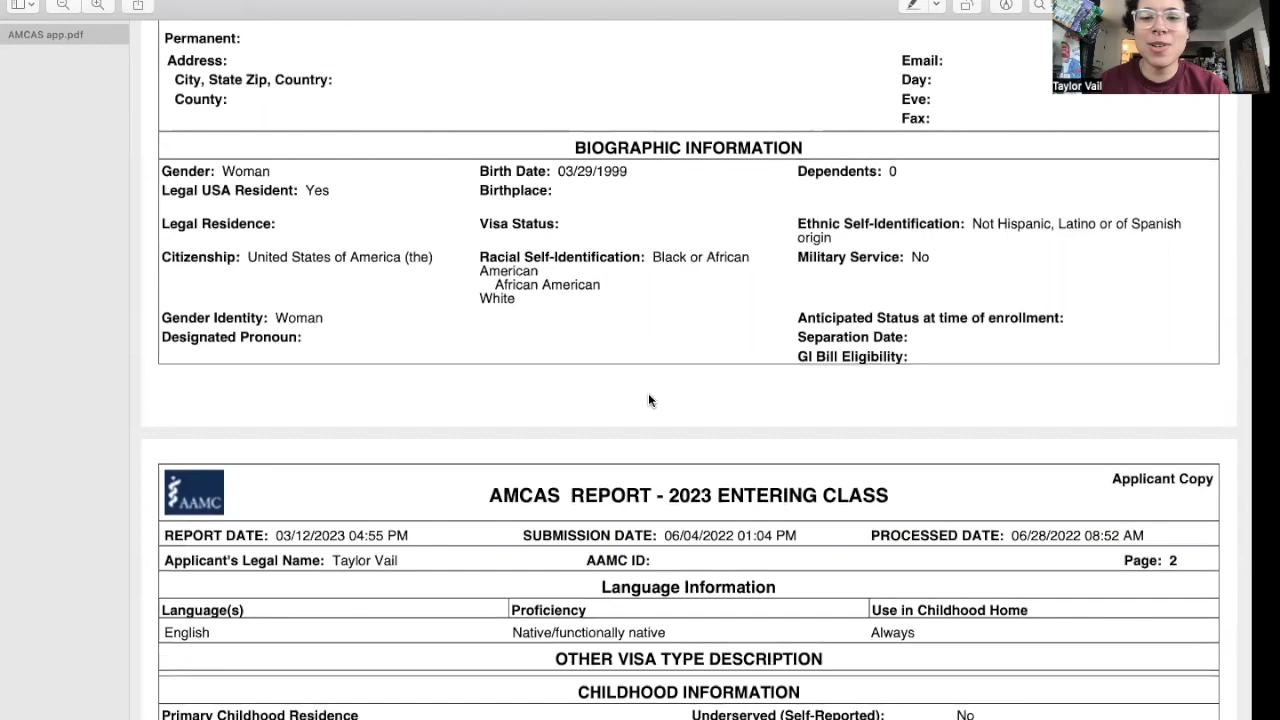 AMCAS app.pdf
Taylor Vail
Permanent:
Address:
City, State Zip, Country:
County:
Email:
Day:
Eve:
Fax:
BIOGRAPHIC INFORMATION
Gender: Woman
Birth Date: 03/29/1999
Dependents: 0
Legal USA Resident: Yes
Birthplace:
Legal Residence:
Visa Status:
Ethnic Self-Identification: Not Hispanic, Latino or of Spanish
origin
Citizenship: United States of America (the)
Racial Self-Identification: Black or African
American
African American
White
Military Service: No
Gender Identity: Woman
Anticipated Status at time of enrollment:
Designated Pronoun:
Separation Date:
GI Bill Eligibility:
AAMC
AMCAS REPORT - 2023 ENTERING CLASS
Applicant Copy
REPORT DATE: 03/12/2023 04:55 PM
SUBMISSION DATE: 06/04/2022 01:04 PM
PROCESSED DATE: 06/28/2022 08:52 AM
Applicant's Legal Name: Taylor Vail
AAMC ID:
Page: 2
Language Information
Language(s)
Proficiency
Use in Childhood Home
English
Native/functionally native
Always
OTHER VISA TYPE DESCRIPTION
CHILDHOOD INFORMATION
Primary Childhood Residence
Underserved (Self-Reported): No